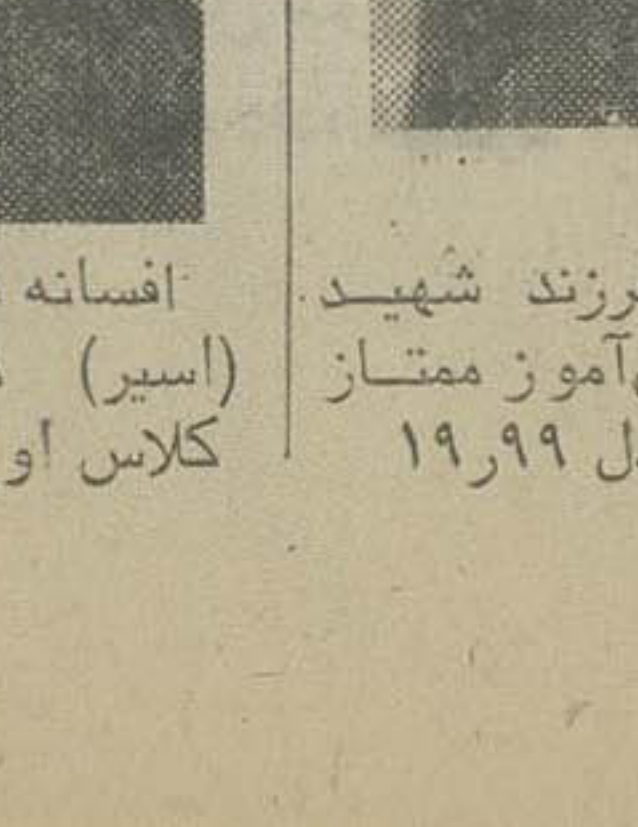 رزند شهید
آموز ممتاز
ل ۱۹٫۹۹
افسانه
(اسیر)
کلاس او